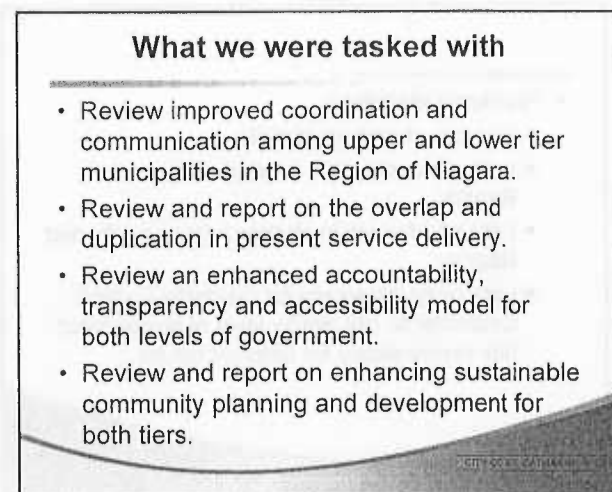 What we were tasked with
• Review improved coordination and
communication among upper and lower tier
municipalities in the Region of Niagara.
• Review and report on the overlap and
duplication in present service delivery.
• Review an enhanced accountability,
transparency and accessibility model for
both levels of government.
• Review and report on enhancing sustainable
community planning and development for
both tiers.